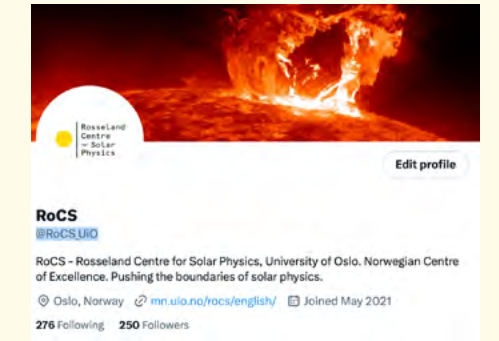 Rosseland
Centre
— Solar
Physics
Edit profile
RoCS
@RoCS_UiO
RoCS - Rosseland Centre for Solar Physics, University of Oslo. Norwegian Centre
of Excellence. Pushing the boundaries of solar physics.
Oslo, Norway mn.uio.no/rocs/english/ Joined May 2021
276 Following 250 Followers